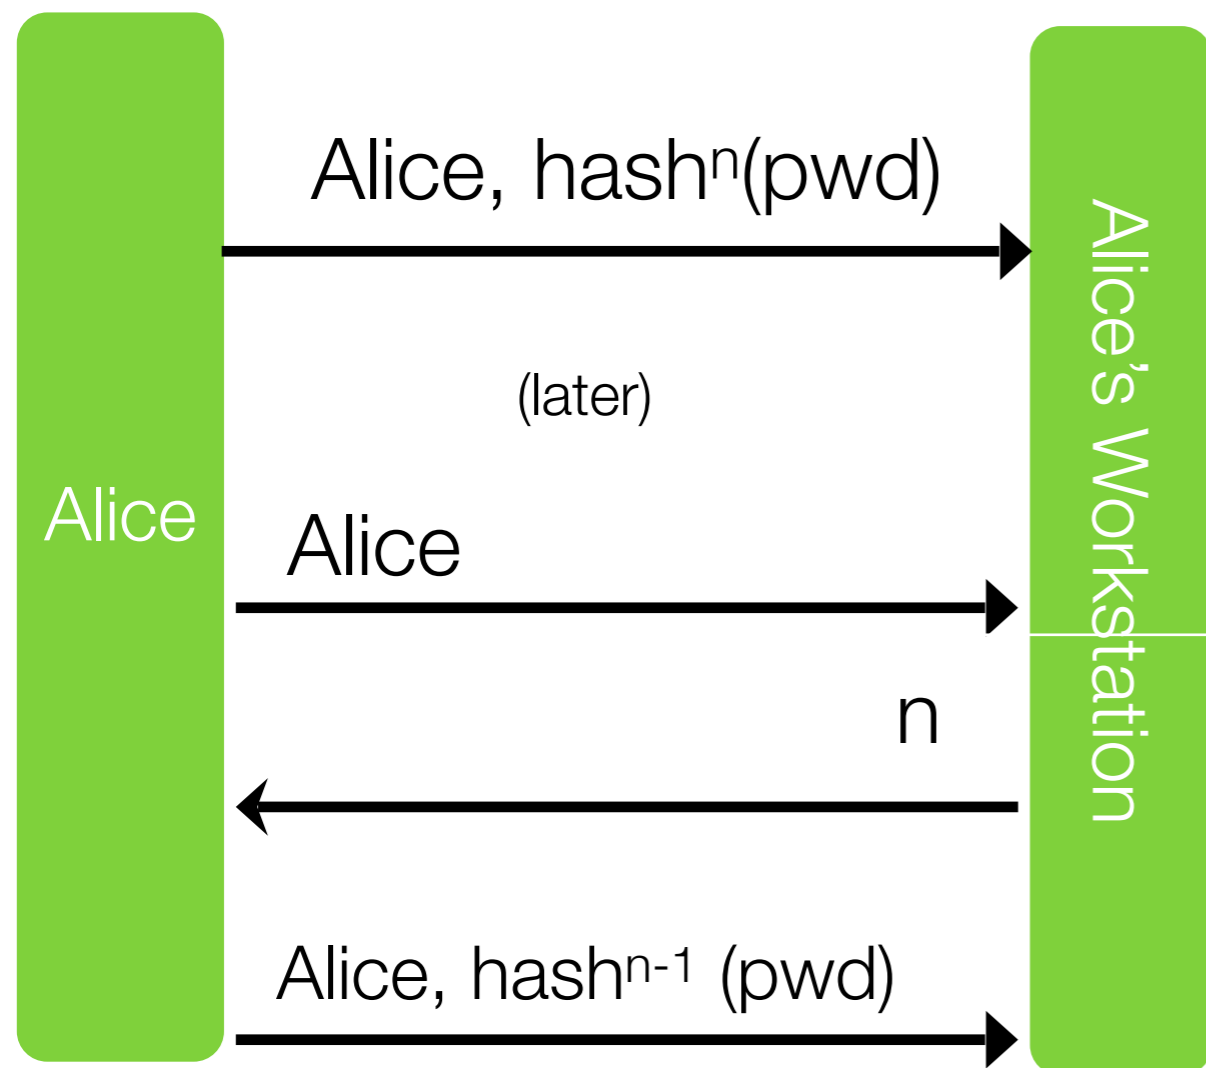 Alice, hashⁿ(pwd)
(later)
Alice
Alice
n
Alice, hashⁿ⁻¹ (pwd)
Alice’s Workstation